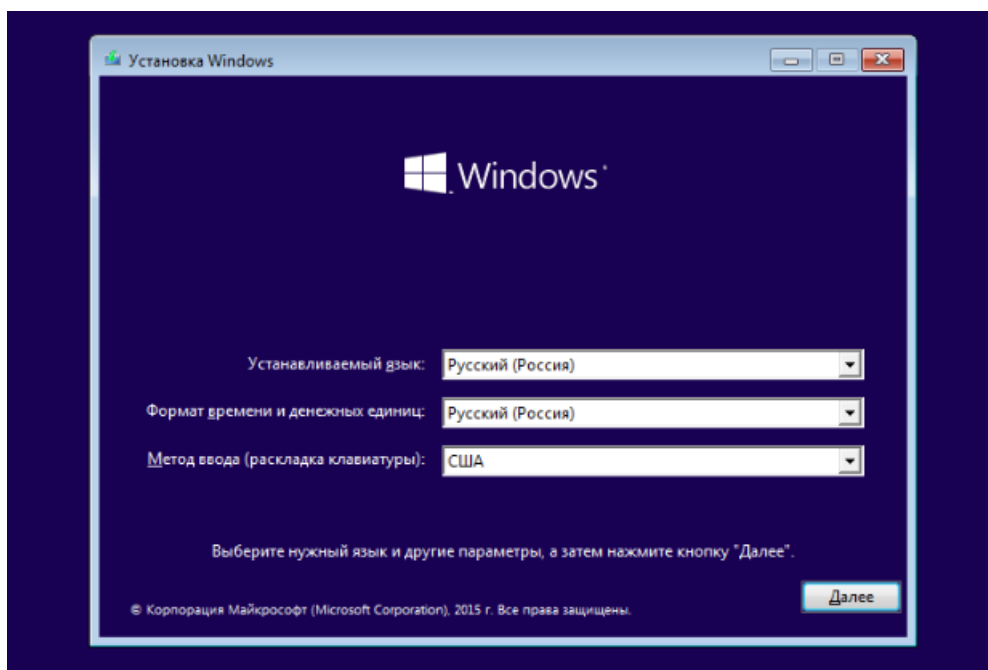 Установка Windows
Windows
Устанавливаемый язык: Русский (Россия)
Формат времени и денежных единиц: Русский (Россия)
Метод ввода (раскладка клавиатуры): США
Выберите нужный язык и другие параметры, а затем нажмите кнопку "Далее".
Далее
© Корпорация Майкрософт (Microsoft Corporation), 2015 г. Все права защищены.